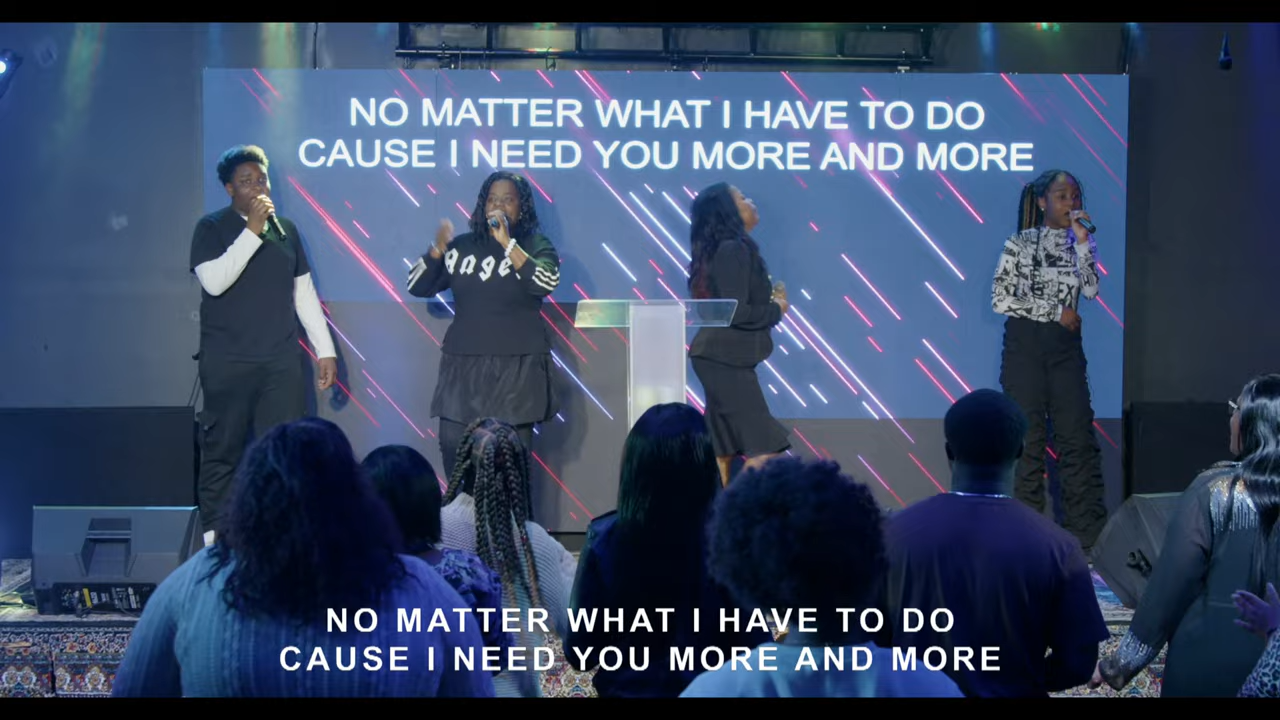 NO MATTER WHAT I HAVE TO DO
CAUSE I NEED YOU MORE AND MORE
NO MATTER WHAT I HAVE TO DO
CAUSE I NEED YOU MORE AND MORE